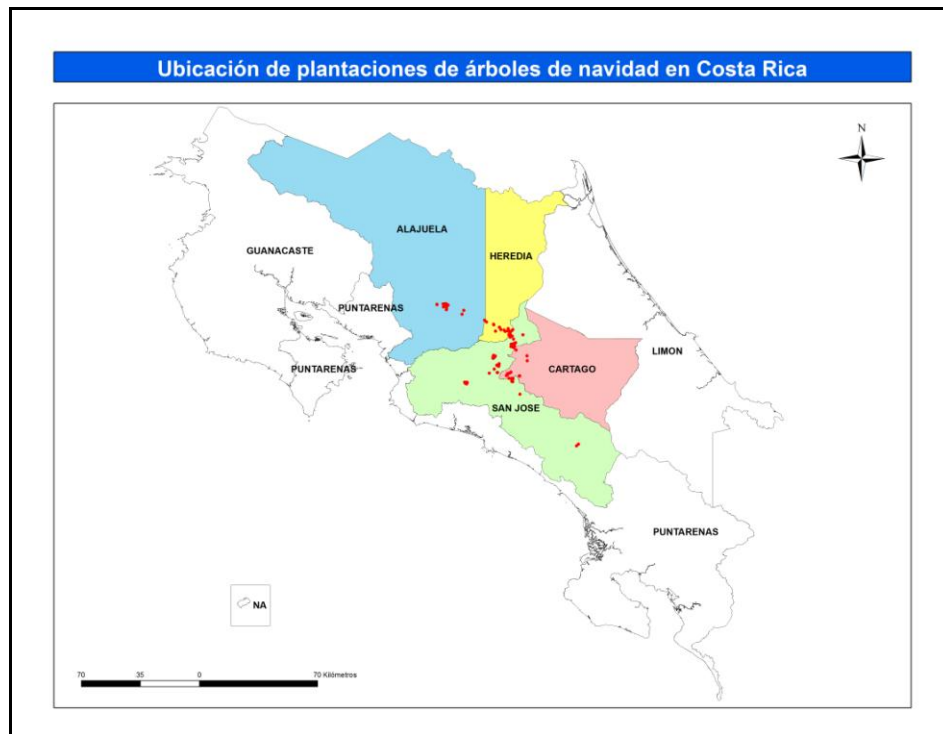 Ubicación de plantaciones de árboles de navidad en Costa Rica
N
ALAJUELA
HEREDIA
GUANACASTE
PUNTARENAS
LIMON
PUNTARENAS
CARTAGO
SAN JOSE
PUNTARENAS
NA
70 35 0 70 Kilómetros